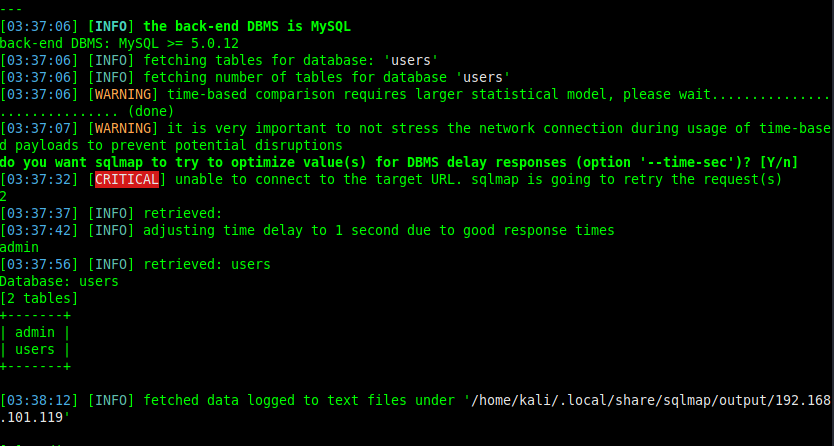 ---
[03:37:06] [INFO] the back-end DBMS is MySQL
back-end DBMS: MySQL >= 5.0.12
[03:37:06] [INFO] fetching tables for database: 'users'
[03:37:06] [INFO] fetching number of tables for database 'users'
[03:37:06] [WARNING] time-based comparison requires larger statistical model, please wait...............
............... (done)
[03:37:07] [WARNING] it is very important to not stress the network connection during usage of time-base
d payloads to prevent potential disruptions
do you want sqlmap to try to optimize value(s) for DBMS delay responses (option '--time-sec')? [Y/n]
[03:37:32] [CRITICAL] unable to connect to the target URL. sqlmap is going to retry the request(s)
2
[03:37:37] [INFO] retrieved:
[03:37:42] [INFO] adjusting time delay to 1 second due to good response times
admin
[03:37:56] [INFO] retrieved: users
Database: users
[2 tables]
+-------+
| admin |
| users |
+-------+
[03:38:12] [INFO] fetched data logged to text files under '/home/kali/.local/share/sqlmap/output/192.168
.101.119'